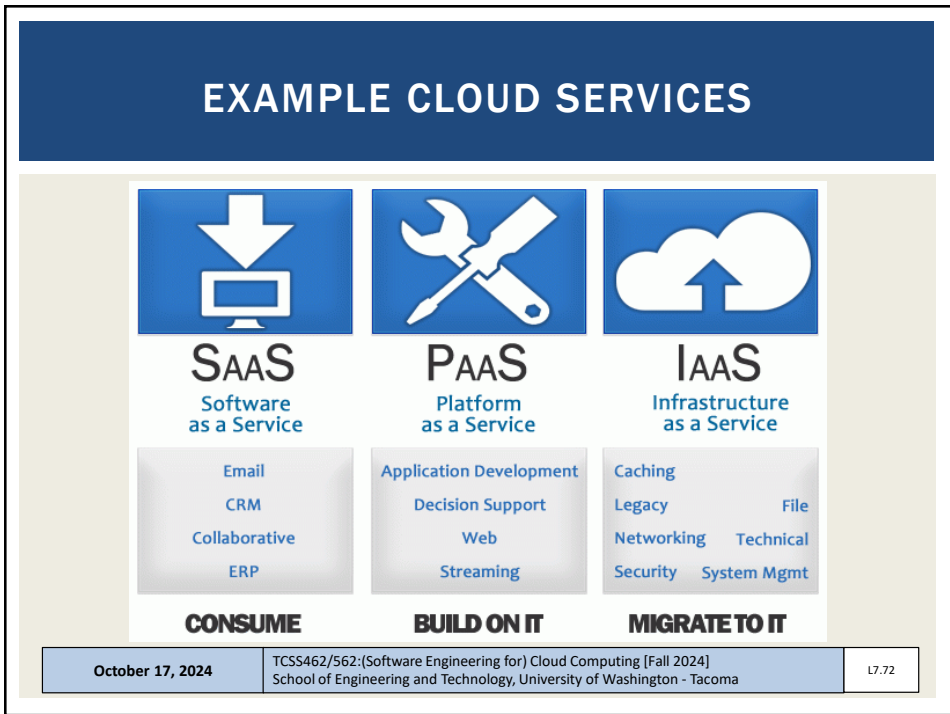 EXAMPLE CLOUD SERVICES
SAAS
Software
as a Service
Email
CRM
Collaborative
ERP
CONSUME
PAAS
Platform
as a Service
Application Development
Decision Support
Web
Streaming
BUILD ON IT
IAAS
Infrastructure
as a Service
Caching
Legacy File
Networking Technical
Security System Mgmt
MIGRATE TO IT
October 17, 2024
TCSS462/562:(Software Engineering for) Cloud Computing [Fall 2024]
School of Engineering and Technology, University of Washington - Tacoma
L7.72